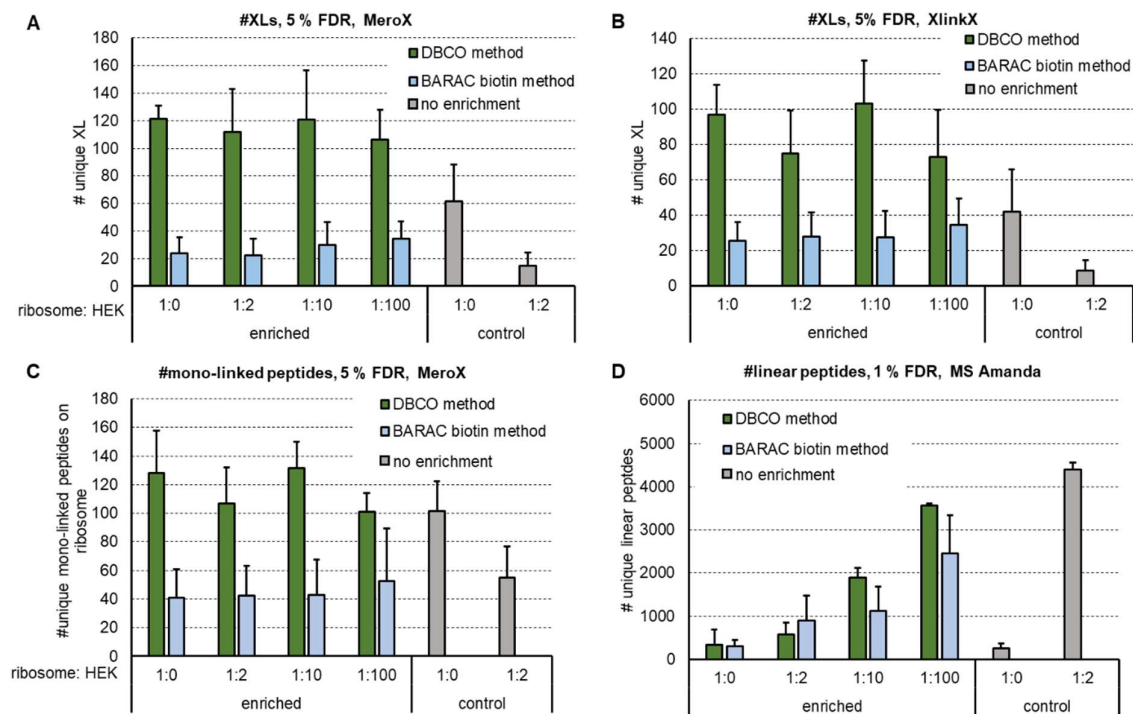 A
#XLs, 5 % FDR, MeroX
# unique XL
180
160
140
120
100
80
60
40
20
0
DBCO method
BARAC biotin method
no enrichment
ribosome: HEK
1:0 1:2 1:10 1:100 1:0 1:2
enriched control
B
#XLs, 5% FDR, XlinkX
# unique XL
140
120
100
80
60
40
20
0
DBCO method
BARAC biotin method
no enrichment
1:0 1:2 1:10 1:100 1:0 1:2
enriched control
C
#mono-linked peptides, 5 % FDR, MeroX
#unique mono-linked peptides on
ribosome
180
160
140
120
100
80
60
40
20
0
DBCO method
BARAC biotin method
no enrichment
ribosome: HEK
1:0 1:2 1:10 1:100 1:0 1:2
enriched control
D
#linear peptides, 1 % FDR, MS Amanda
# unique linear peptdes
6000
5000
4000
3000
2000
1000
0
DBCO method
BARAC biotin method
no enrichment
1:0 1:2 1:10 1:100 1:0 1:2
enriched control